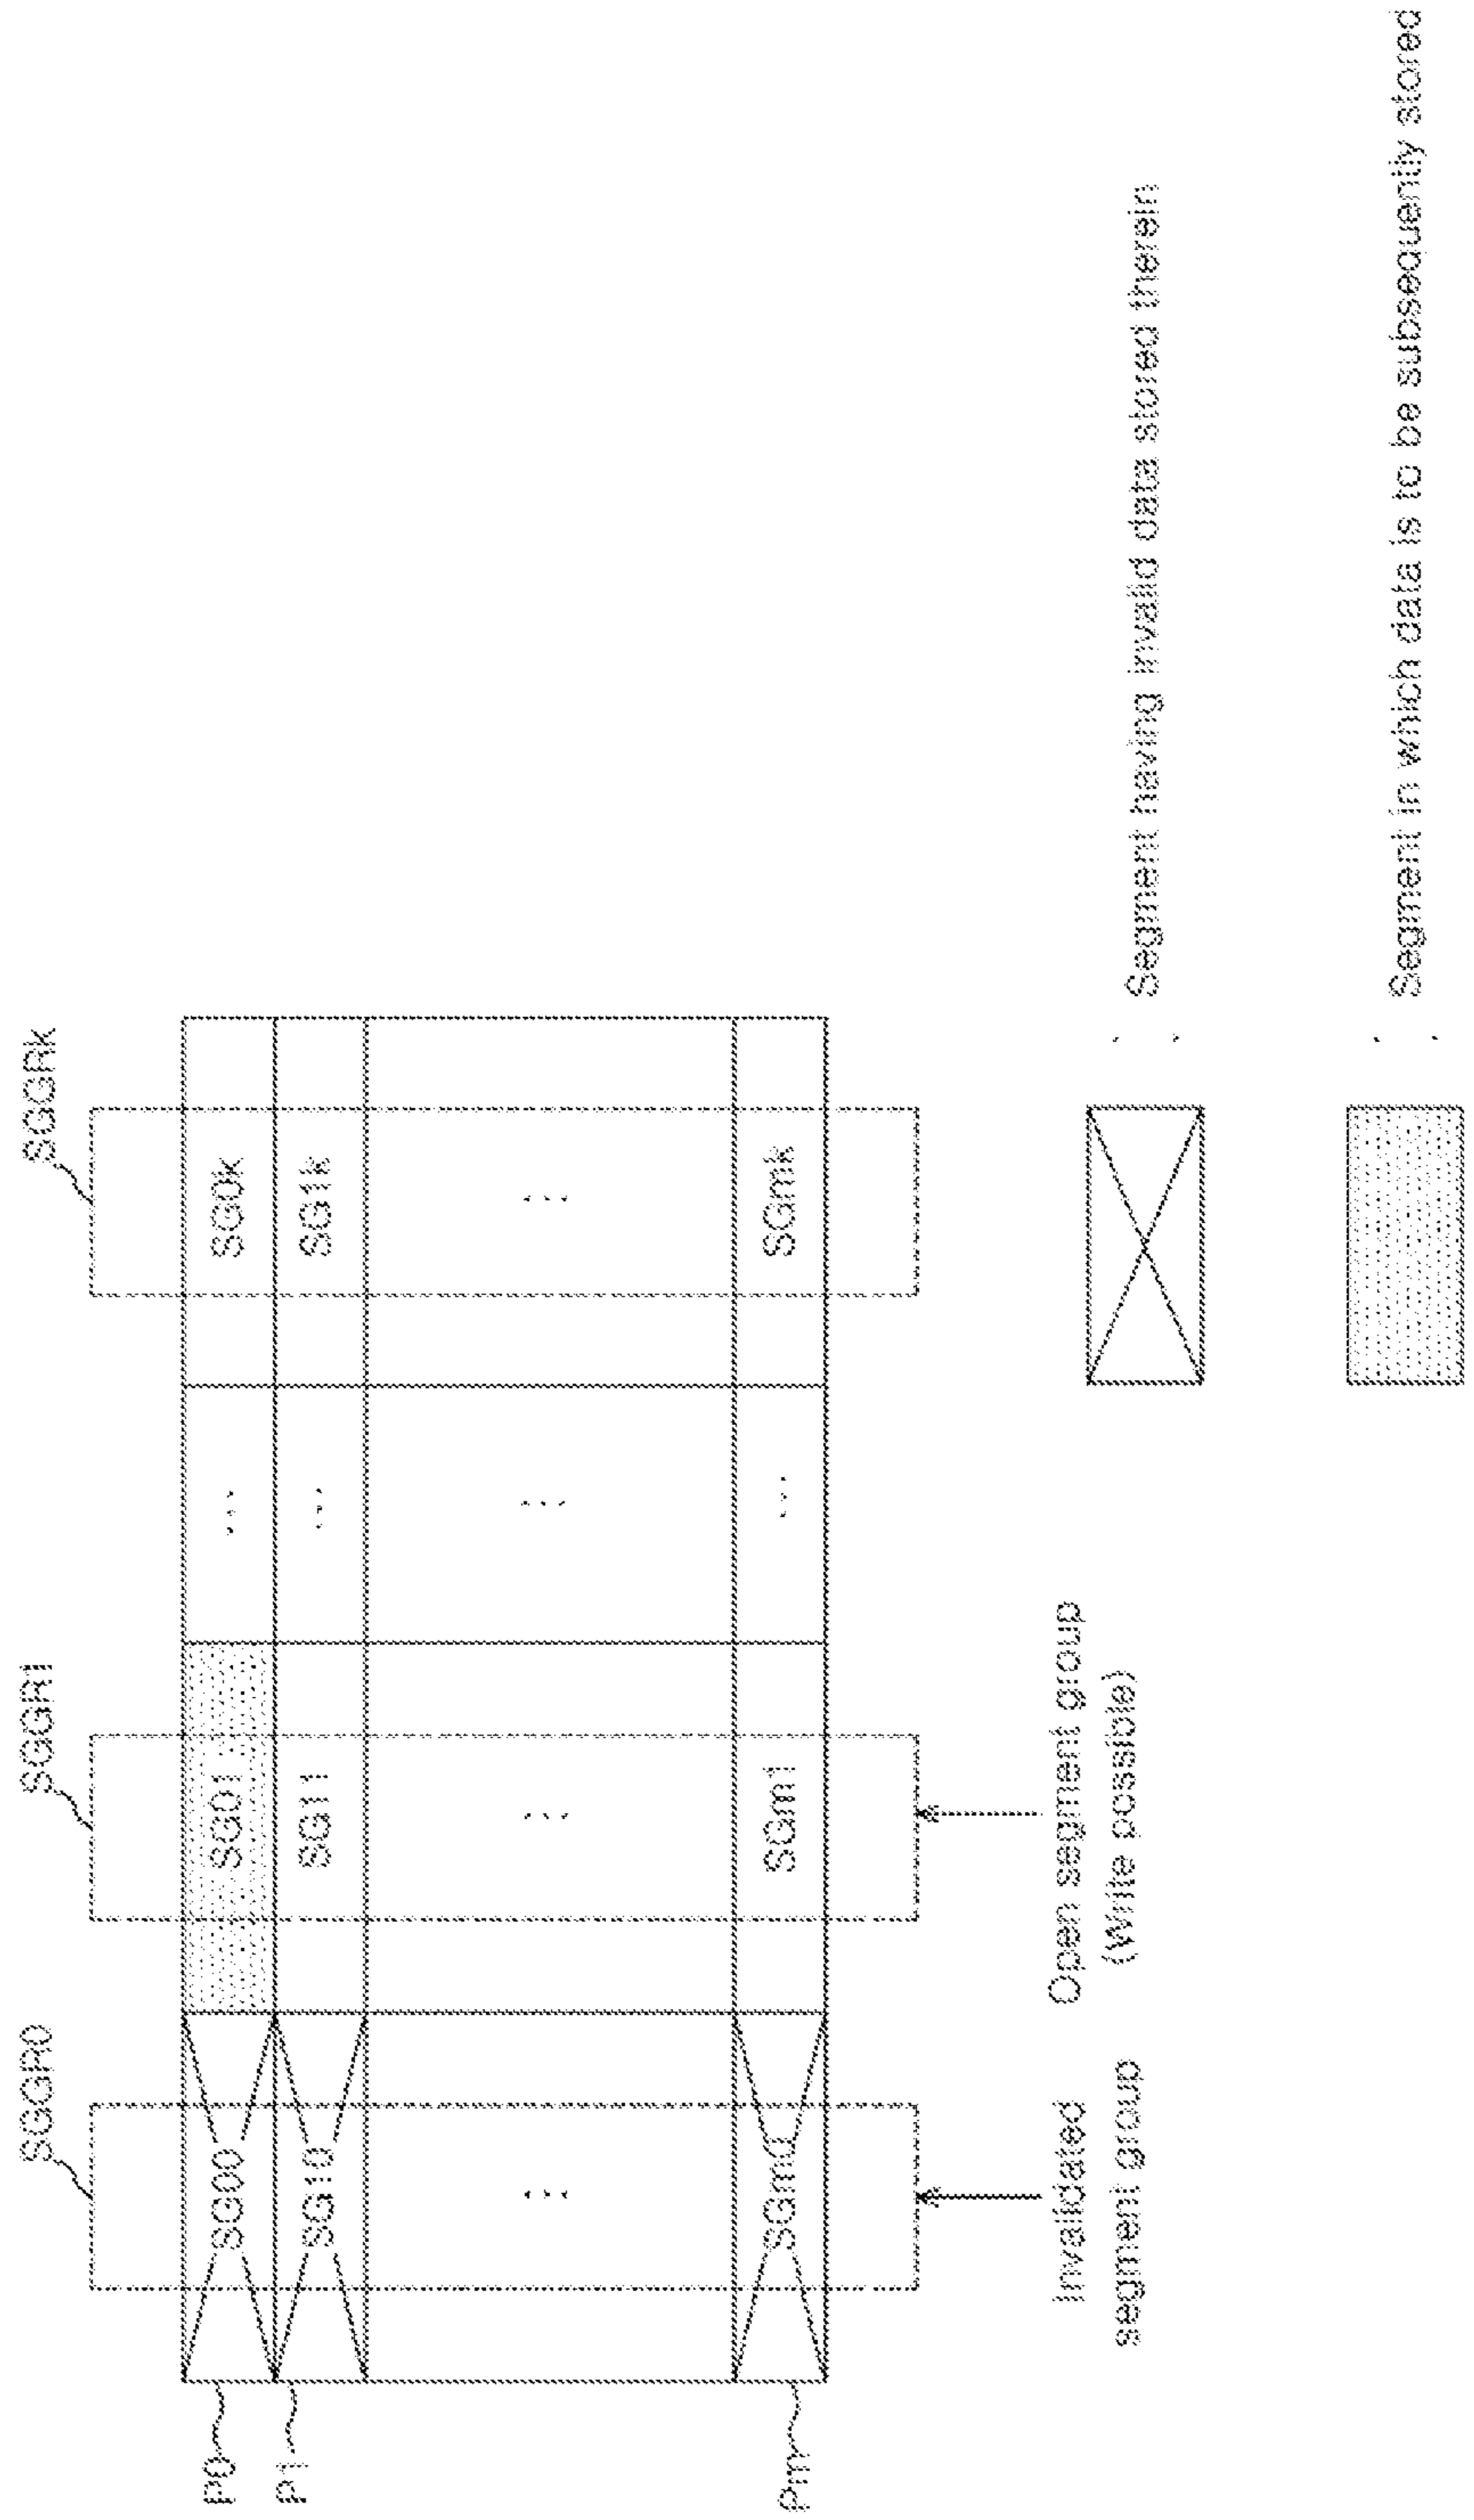 SGGR0 SGGR1 SGGRk
P0 SG00 SG01 ... SG0k
P1 SG10 SG11 ... SG1k
... ... ... ...
Pm SGm0 SGm1 ... SGmk
Invalidated
segment group
Open segment group
(Write possible)
: Segment having invalid data stored therein
: Segment in which data is to be subsequently stored